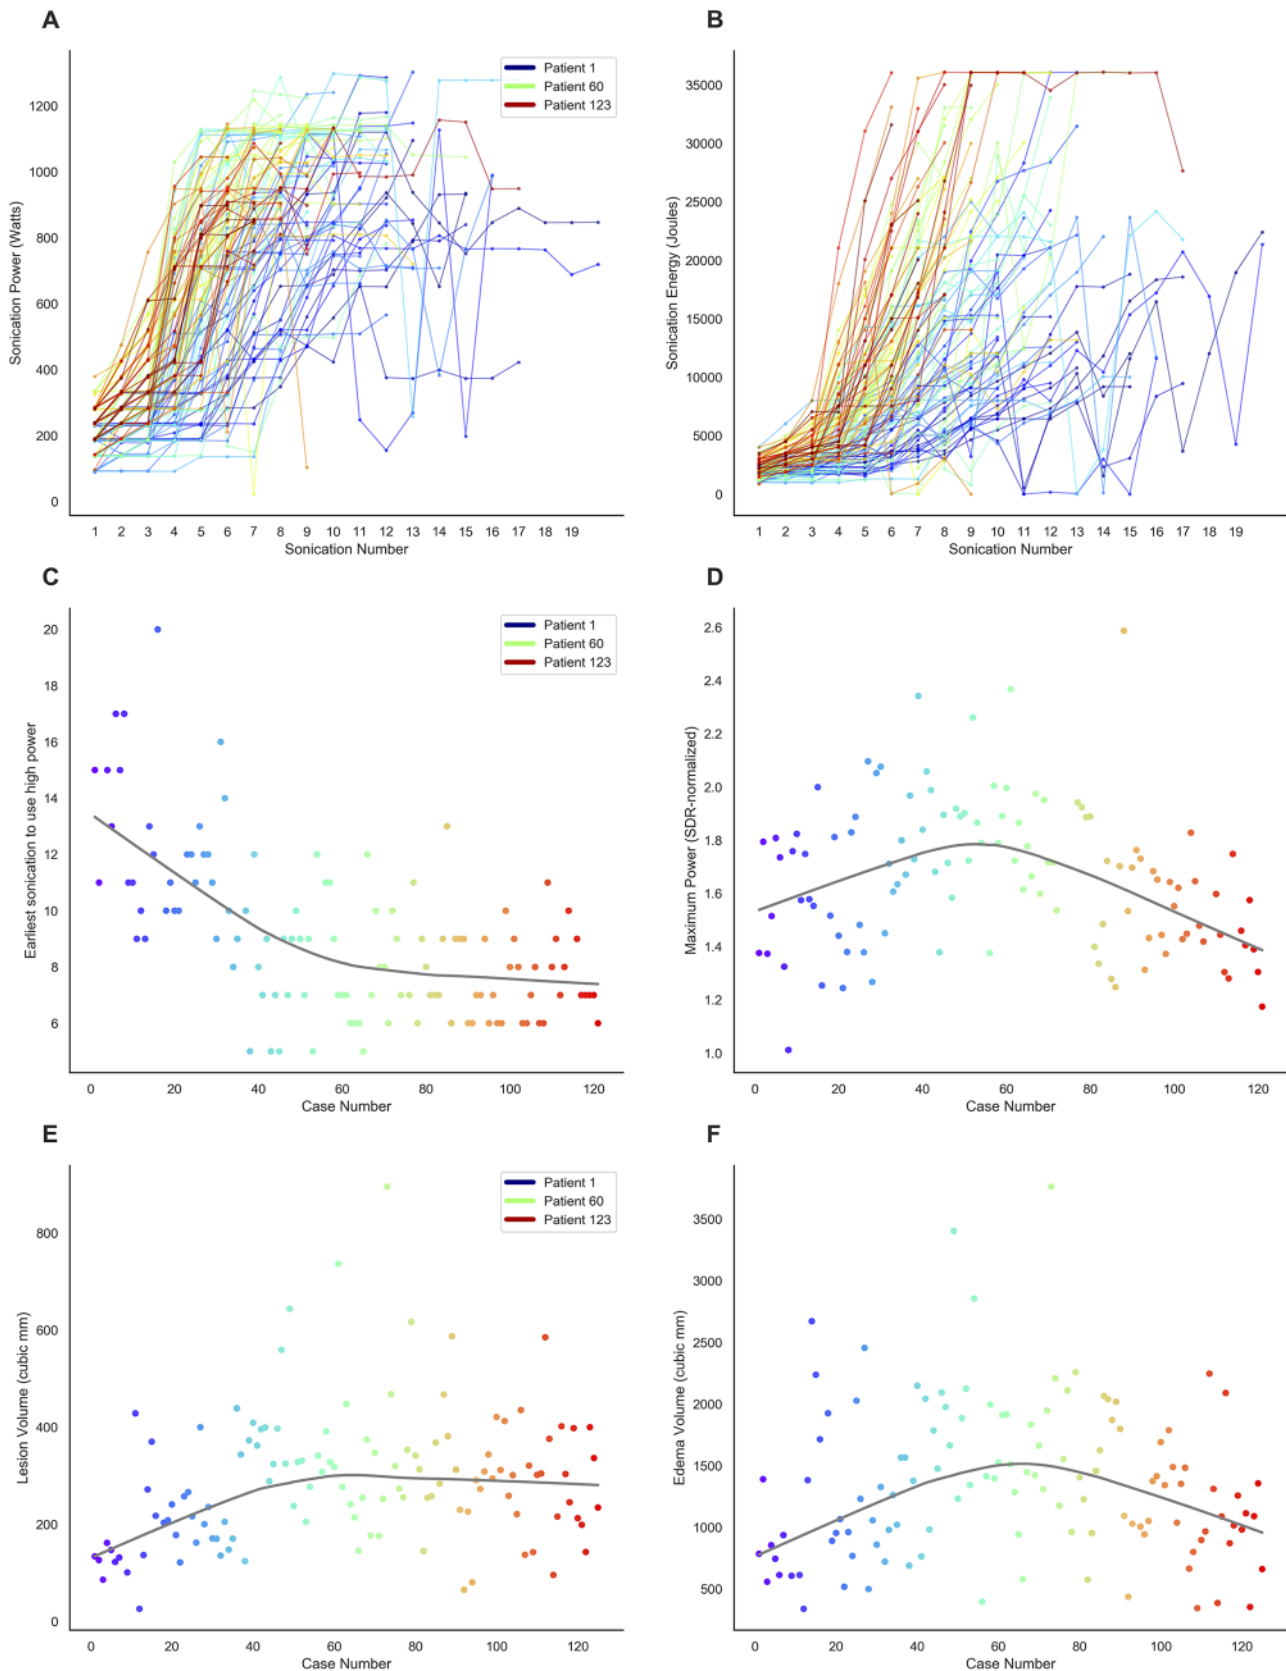 A
B
Sonication Power (Watts)
1200
1000
800
600
400
200
0
Patient 1
Patient 60
Patient 123
1 2 3 4 5 6 7 8 9 10 11 12 13 14 15 16 17 18 19
Sonication Number
Sonication Energy (Joules)
35000
30000
25000
20000
15000
10000
5000
0
1 2 3 4 5 6 7 8 9 10 11 12 13 14 15 16 17 18 19
Sonication Number
C
D
Earliest sonication to use high power
20
18
16
14
12
10
8
6
Patient 1
Patient 60
Patient 123
0 20 40 60 80 100 120
Case Number
Maximum Power (SDR-normalized)
2.6
2.4
2.2
2.0
1.8
1.6
1.4
1.2
1.0
0 20 40 60 80 100 120
Case Number
E
F
Lesion Volume (cubic mm)
800
600
400
200
0
Patient 1
Patient 60
Patient 123
0 20 40 60 80 100 120
Case Number
Edema Volume (cubic mm)
3500
3000
2500
2000
1500
1000
500
0 20 40 60 80 100 120
Case Number